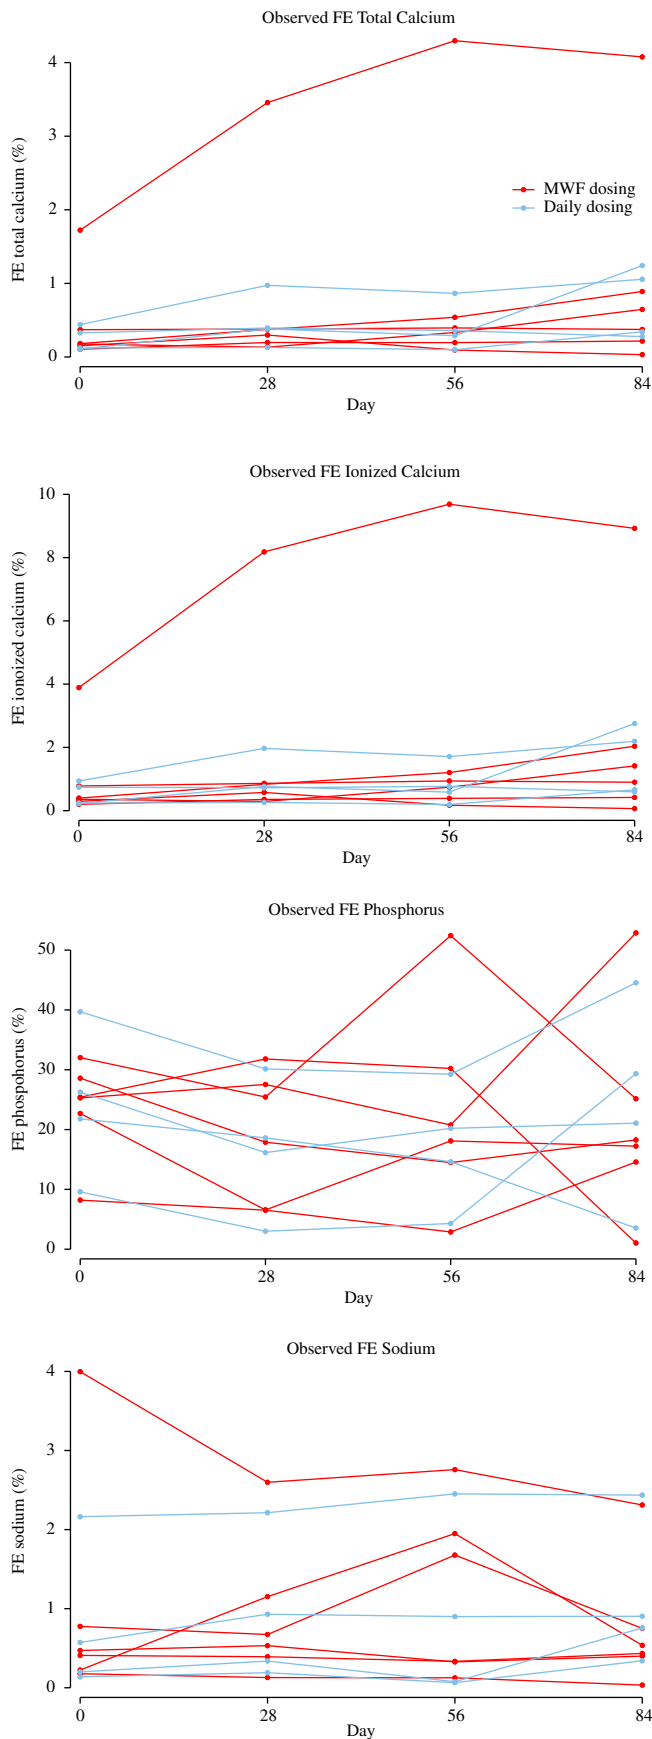 Observed FE Total Calcium
4
3
2
1
0
FE total calcium (%)
MWF dosing
Daily dosing
0 28 56 84
Day
Observed FE Ionized Calcium
10
8
6
4
2
0
FE ionoized calcium (%)
0 28 56 84
Day
Observed FE Phosphorus
50
40
30
20
10
0
FE phospohorus (%)
0 28 56 84
Day
Observed FE Sodium
4
3
2
1
0
FE sodium (%)
0 28 56 84
Day